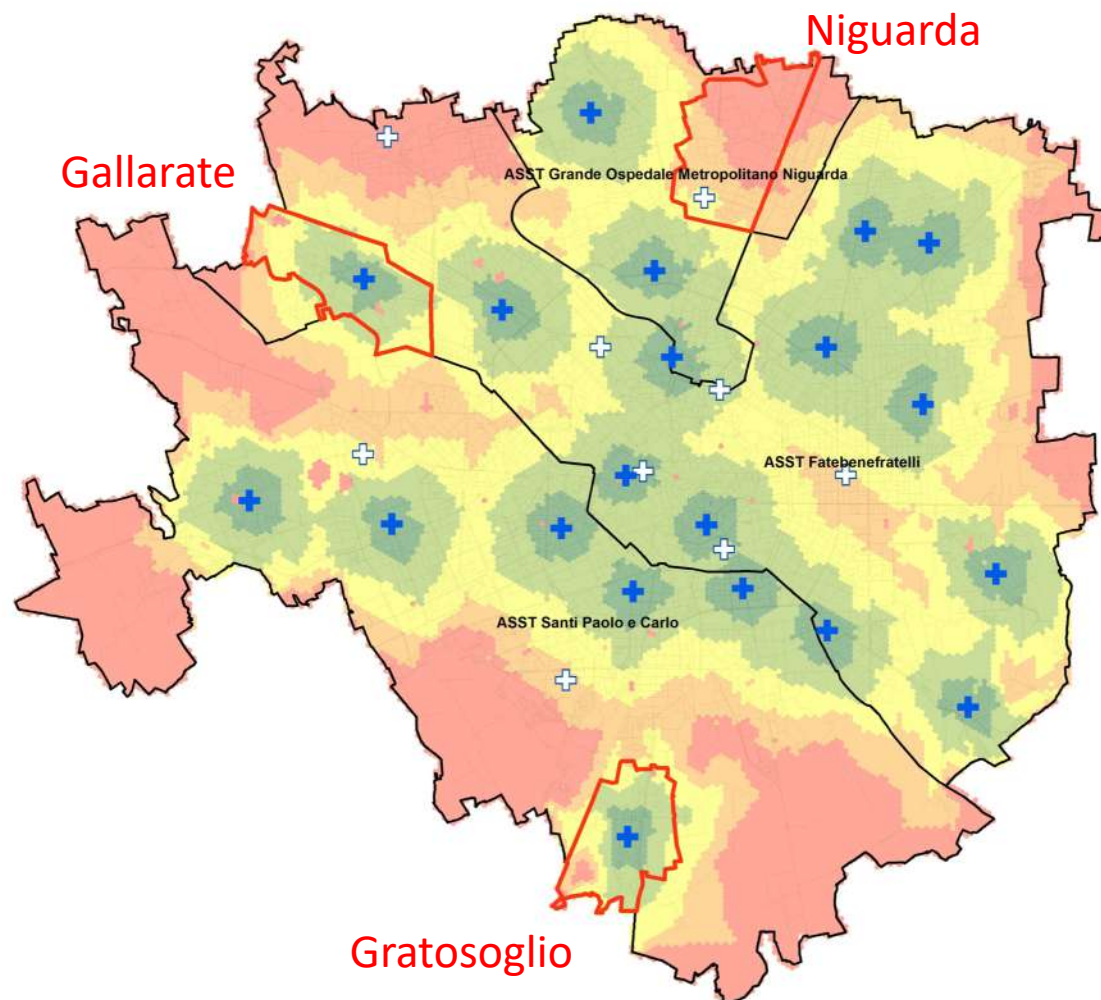 Niguarda
Gallarate
ASST Grande Ospedale Metropolitano Niguarda
ASST Fatebenefratelli
ASST Santi Paolo e Carlo
Gratosoglio